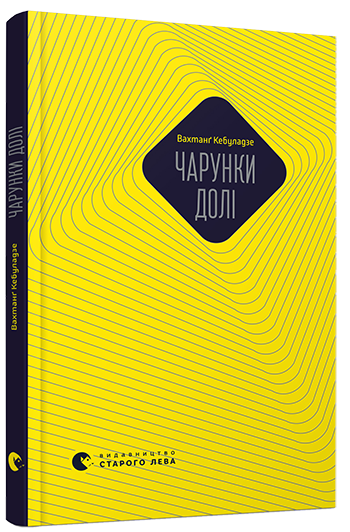 Вахтанґ Кебуладзе
ЧАРУНКИ
ДОЛІ
ВИДАВНИЦТВО
СТАРОГО ЛЕВА
ЧАРУНКИ ДОЛІ
Вахтанґ Кебуладзе